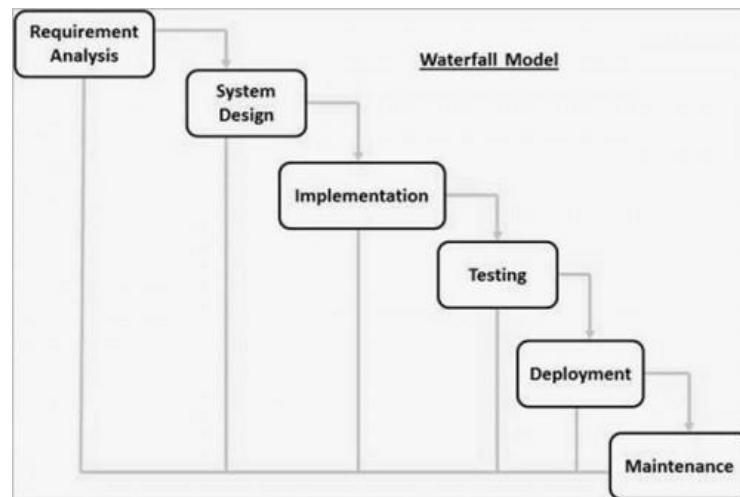 Requirement
Analysis
Waterfall Model
System
Design
Implementation
Testing
Deployment
Maintenance